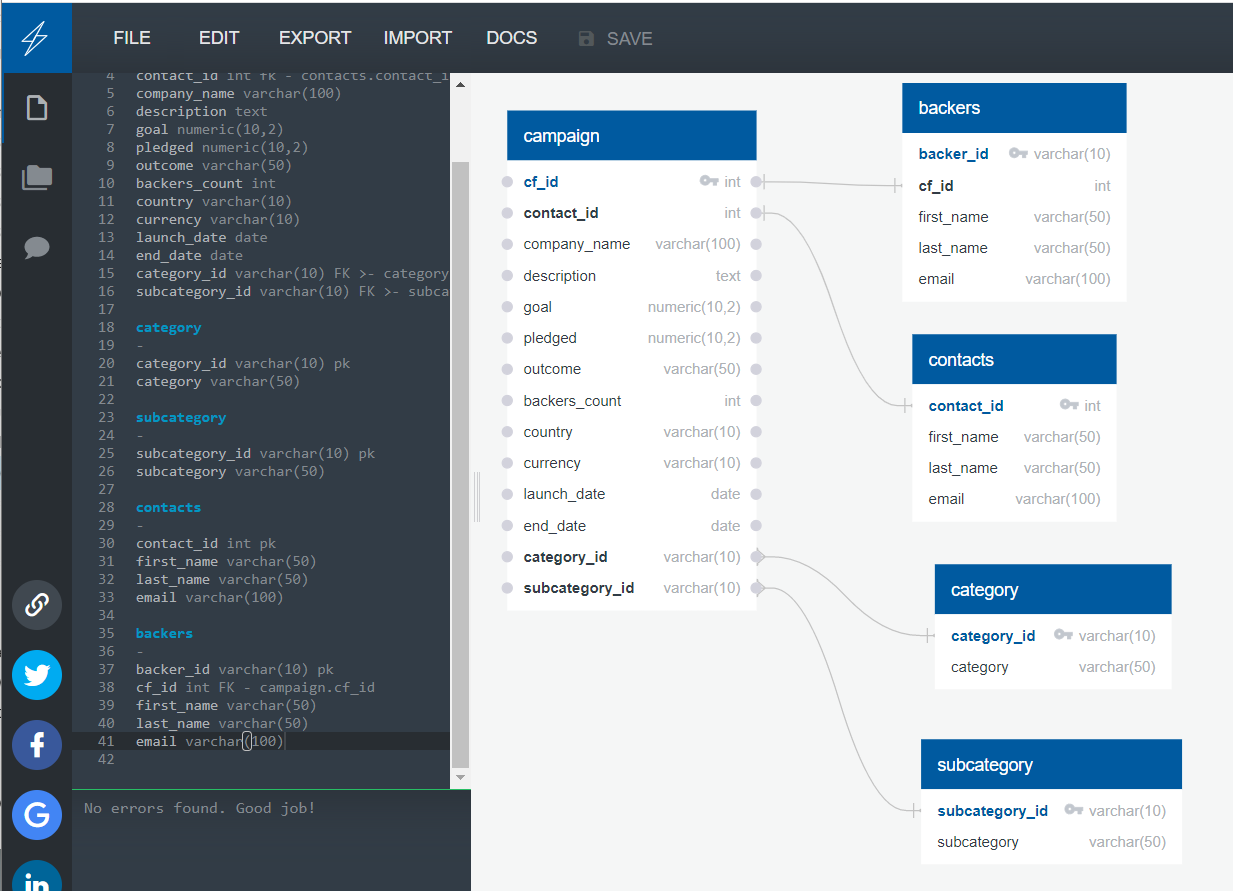 FILE EDIT EXPORT IMPORT DOCS SAVE
4 contact_id int fk - contacts.contact_i
5 company_name varchar(100)
6 description text
7 goal numeric(10,2)
8 pledged numeric(10,2)
9 outcome varchar(50)
10 backers_count int
11 country varchar(10)
12 currency varchar(10)
13 launch_date date
14 end_date date
15 category_id varchar(10) FK >- category
16 subcategory_id varchar(10) FK >- subca
17
18 category
19 -
20 category_id varchar(10) pk
21 category varchar(50)
22
23 subcategory
24 -
25 subcategory_id varchar(10) pk
26 subcategory varchar(50)
27
28 contacts
29 -
30 contact_id int pk
31 first_name varchar(50)
32 last_name varchar(50)
33 email varchar(100)
34
35 backers
36 -
37 backer_id varchar(10) pk
38 cf_id int FK - campaign.cf_id
39 first_name varchar(50)
40 last_name varchar(50)
41 email varchar(100)
42
No errors found. Good job!
campaign
cf_id int
contact_id int
company_name varchar(100)
description text
goal numeric(10,2)
pledged numeric(10,2)
outcome varchar(50)
backers_count int
country varchar(10)
currency varchar(10)
launch_date date
end_date date
category_id varchar(10)
subcategory_id varchar(10)
backers
backer_id varchar(10)
cf_id int
first_name varchar(50)
last_name varchar(50)
email varchar(100)
contacts
contact_id int
first_name varchar(50)
last_name varchar(50)
email varchar(100)
category
category_id varchar(10)
category varchar(50)
subcategory
subcategory_id varchar(10)
subcategory varchar(50)
f
G
in